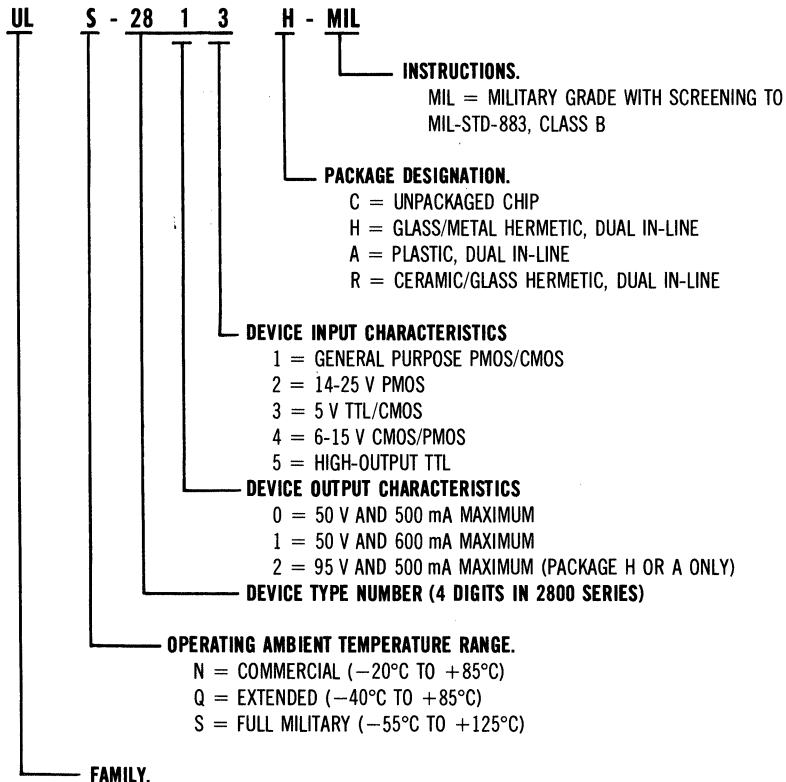 UL S - 28 1 3 H - MIL
INSTRUCTIONS.
MIL = MILITARY GRADE WITH SCREENING TO
MIL-STD-883, CLASS B
PACKAGE DESIGNATION.
C = UNPACKAGED CHIP
H = GLASS/METAL HERMETIC, DUAL IN-LINE
A = PLASTIC, DUAL IN-LINE
R = CERAMIC/GLASS HERMETIC, DUAL IN-LINE
DEVICE INPUT CHARACTERISTICS
1 = GENERAL PURPOSE PMOS/CMOS
2 = 14-25 V PMOS
3 = 5 V TTL/CMOS
4 = 6-15 V CMOS/PMOS
5 = HIGH-OUTPUT TTL
DEVICE OUTPUT CHARACTERISTICS
0 = 50 V AND 500 mA MAXIMUM
1 = 50 V AND 600 mA MAXIMUM
2 = 95 V AND 500 mA MAXIMUM (PACKAGE H OR A ONLY)
DEVICE TYPE NUMBER (4 DIGITS IN 2800 SERIES)
OPERATING AMBIENT TEMPERATURE RANGE.
N = COMMERCIAL (−20°C TO +85°C)
Q = EXTENDED (−40°C TO +85°C)
S = FULL MILITARY (−55°C TO +125°C)
FAMILY.